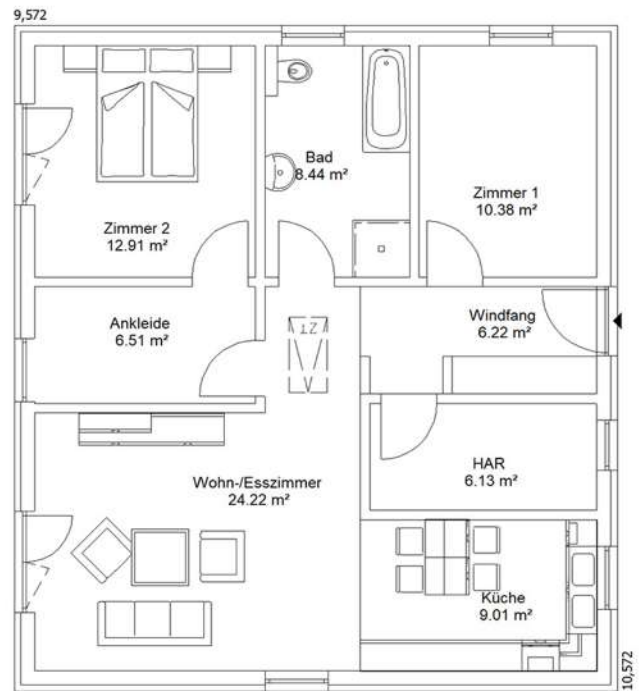 9,572
Bad
8.44 m²
Zimmer 1
10.38 m²
Zimmer 2
12.91 m²
Ankleide
6.51 m²
ZT
Windfang
6.22 m²
Wohn-/Esszimmer
24.22 m²
HAR
6.13 m²
Küche
9.01 m²
10,572